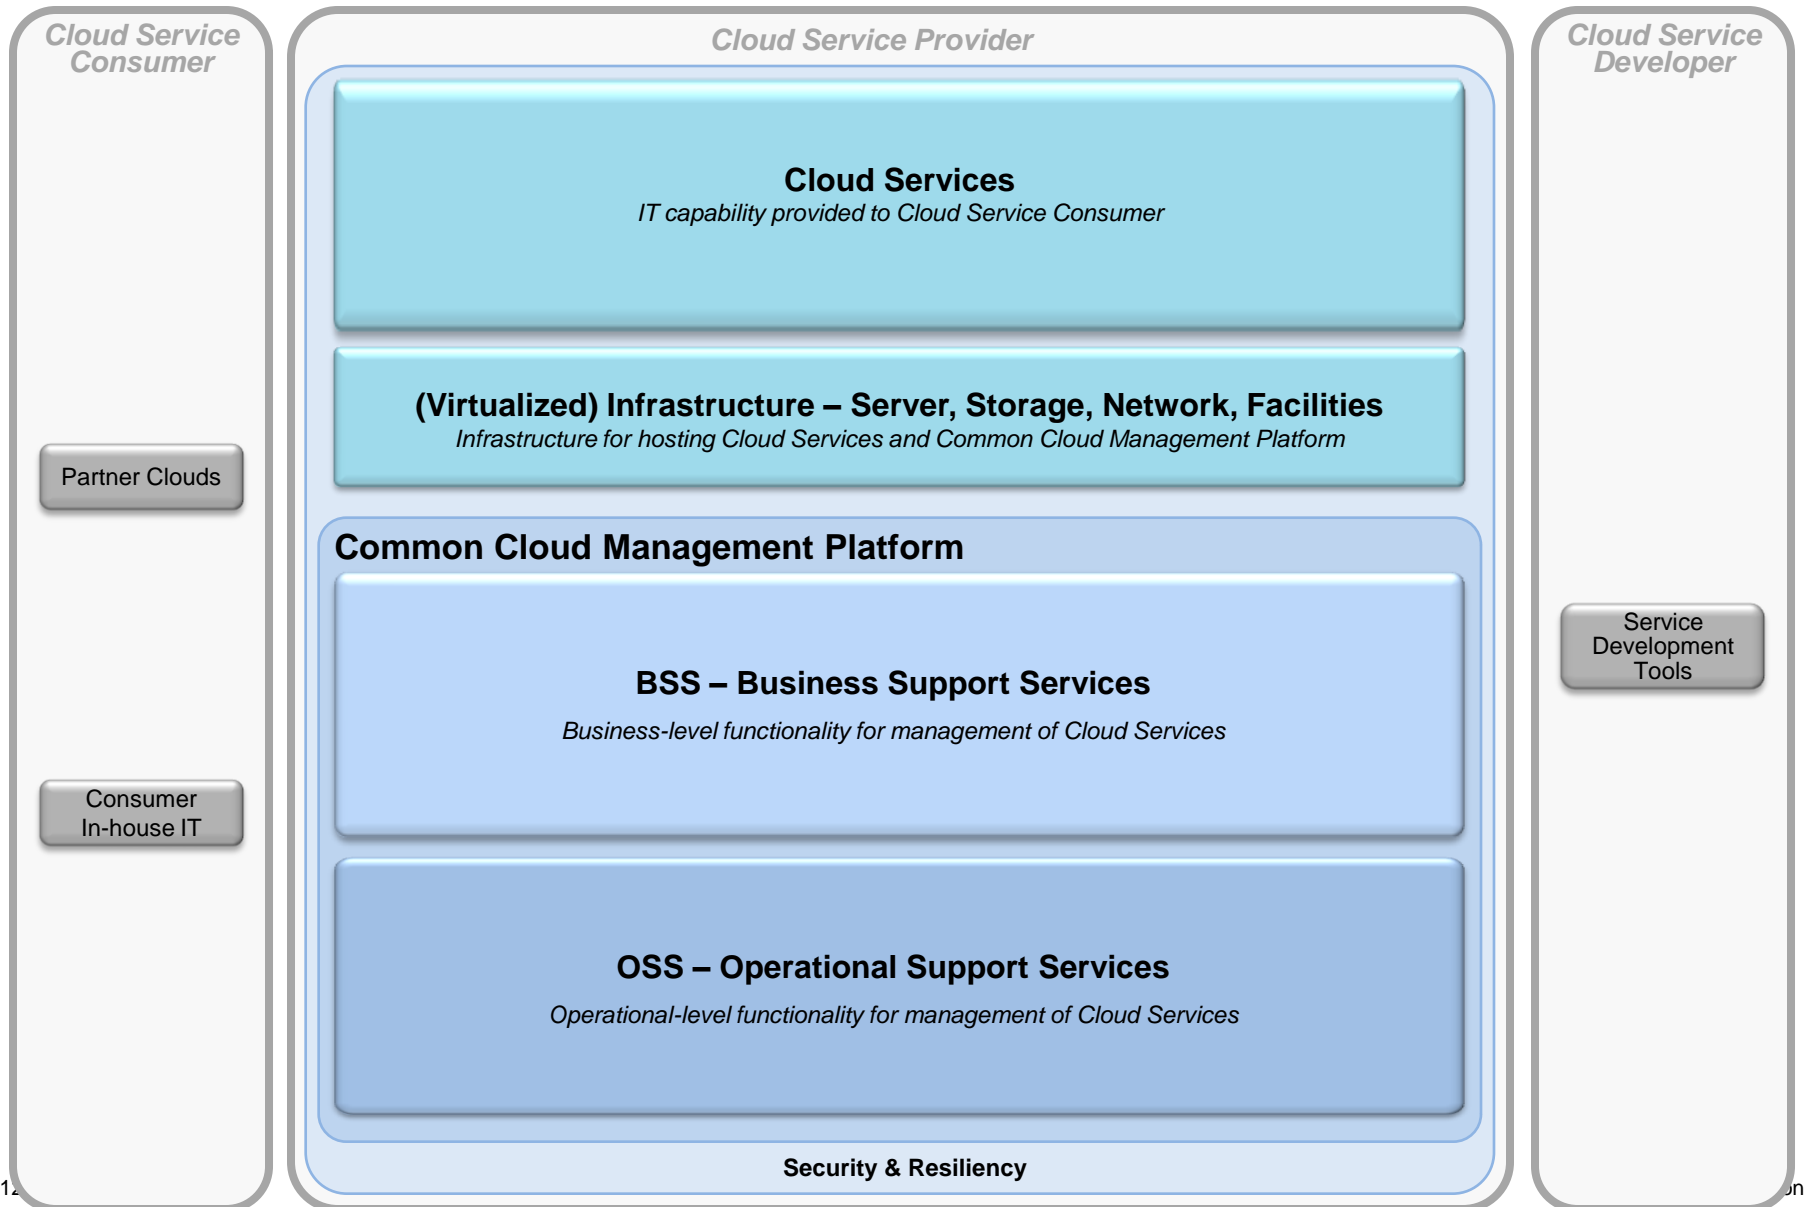 Cloud Service
Consumer
Partner Clouds
Consumer
In-house IT
Cloud Service Provider
Cloud Services
IT capability provided to Cloud Service Consumer
(Virtualized) Infrastructure – Server, Storage, Network, Facilities
Infrastructure for hosting Cloud Services and Common Cloud Management Platform
Common Cloud Management Platform
BSS – Business Support Services
Business-level functionality for management of Cloud Services
OSS – Operational Support Services
Operational-level functionality for management of Cloud Services
Security & Resiliency
Cloud Service
Developer
Service
Development
Tools